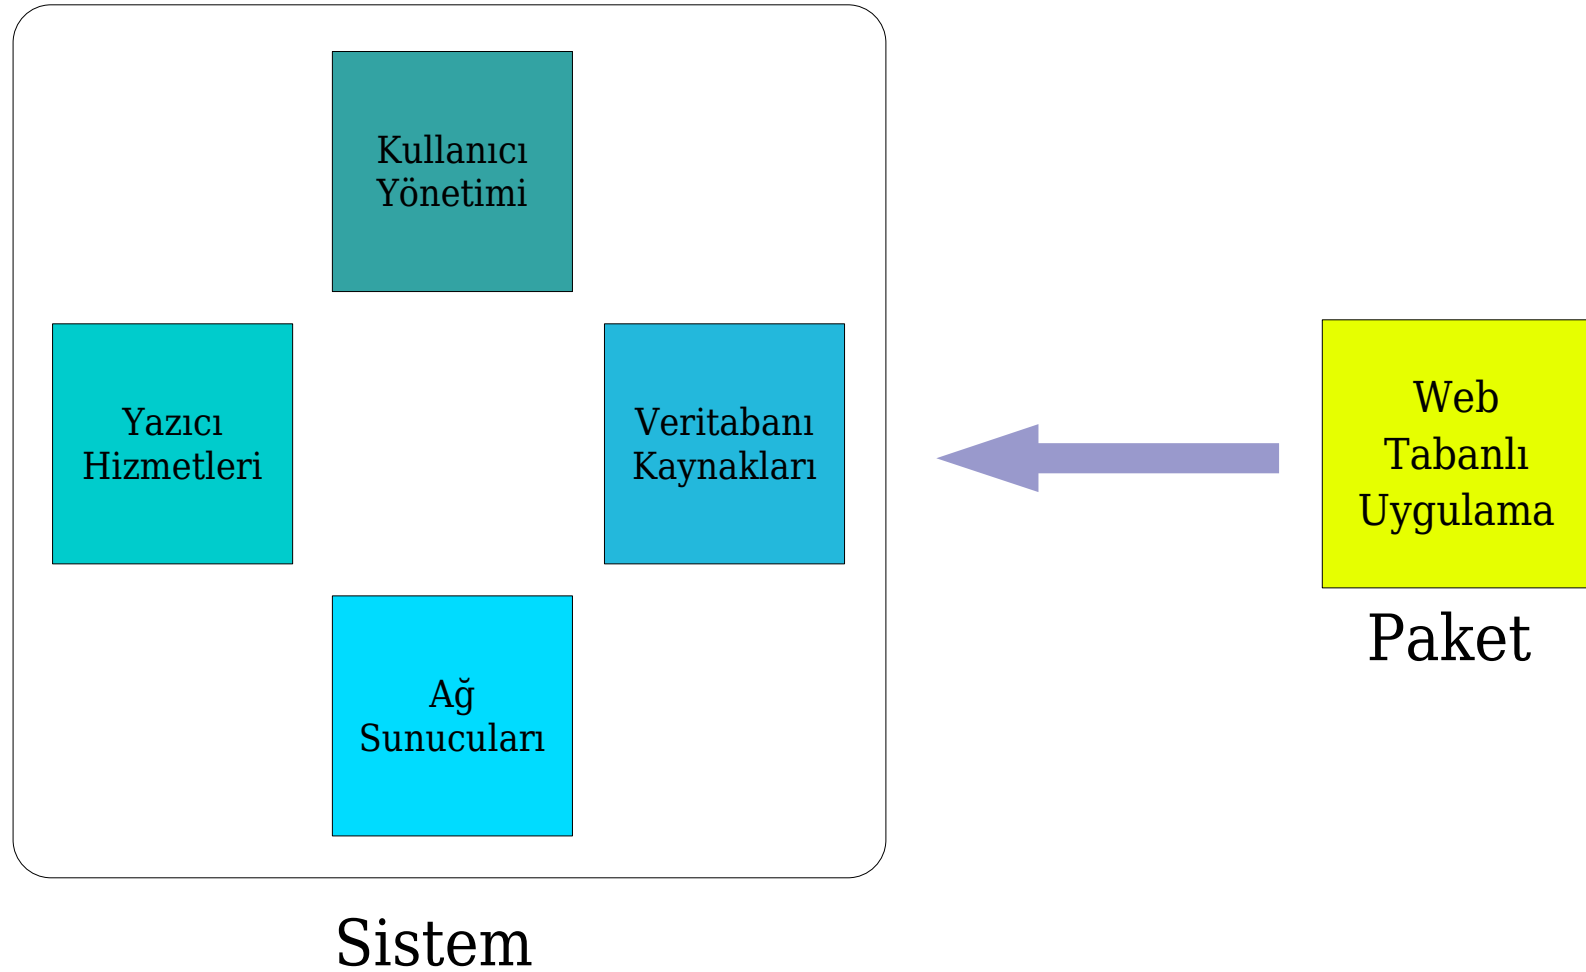 Kullanıcı
Yönetimi
Yazıcı
Hizmetleri
Veritabanı
Kaynakları
Ağ
Sunucuları
Sistem
Web
Tabanlı
Uygulama
Paket